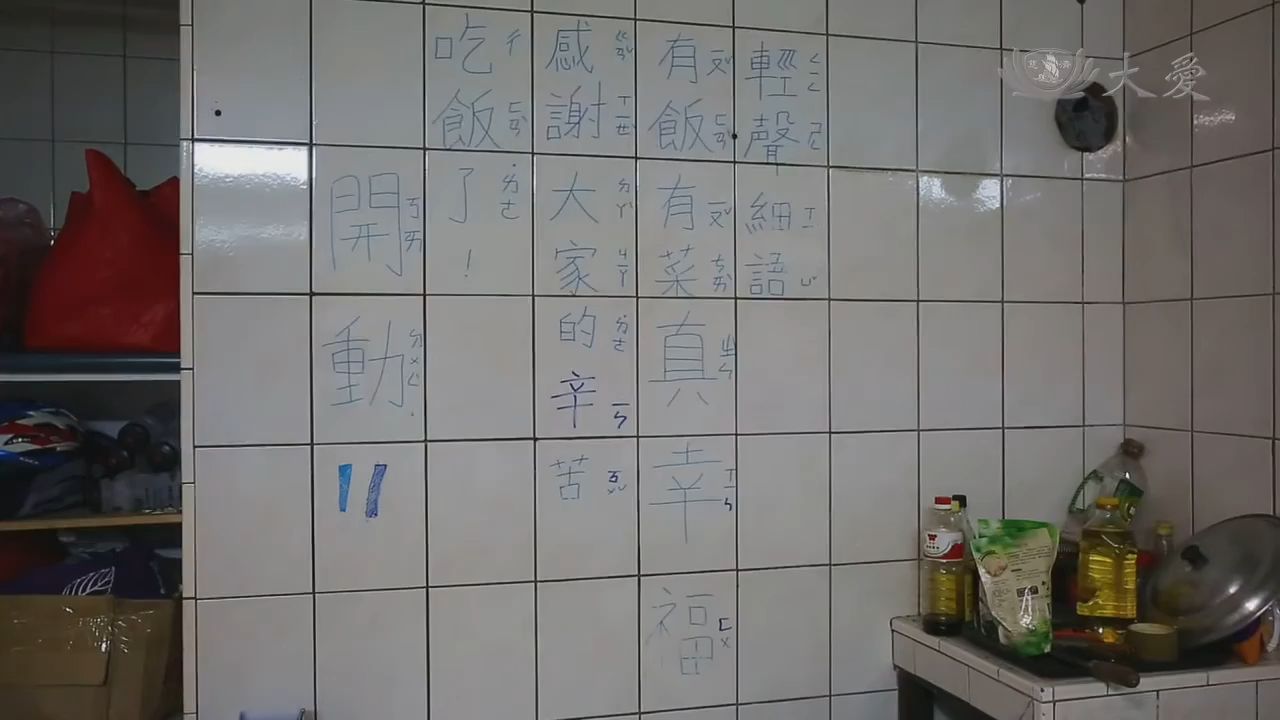 輕聲細語
有飯有菜真幸福
感謝大家的辛苦
吃飯了!
開動
大愛